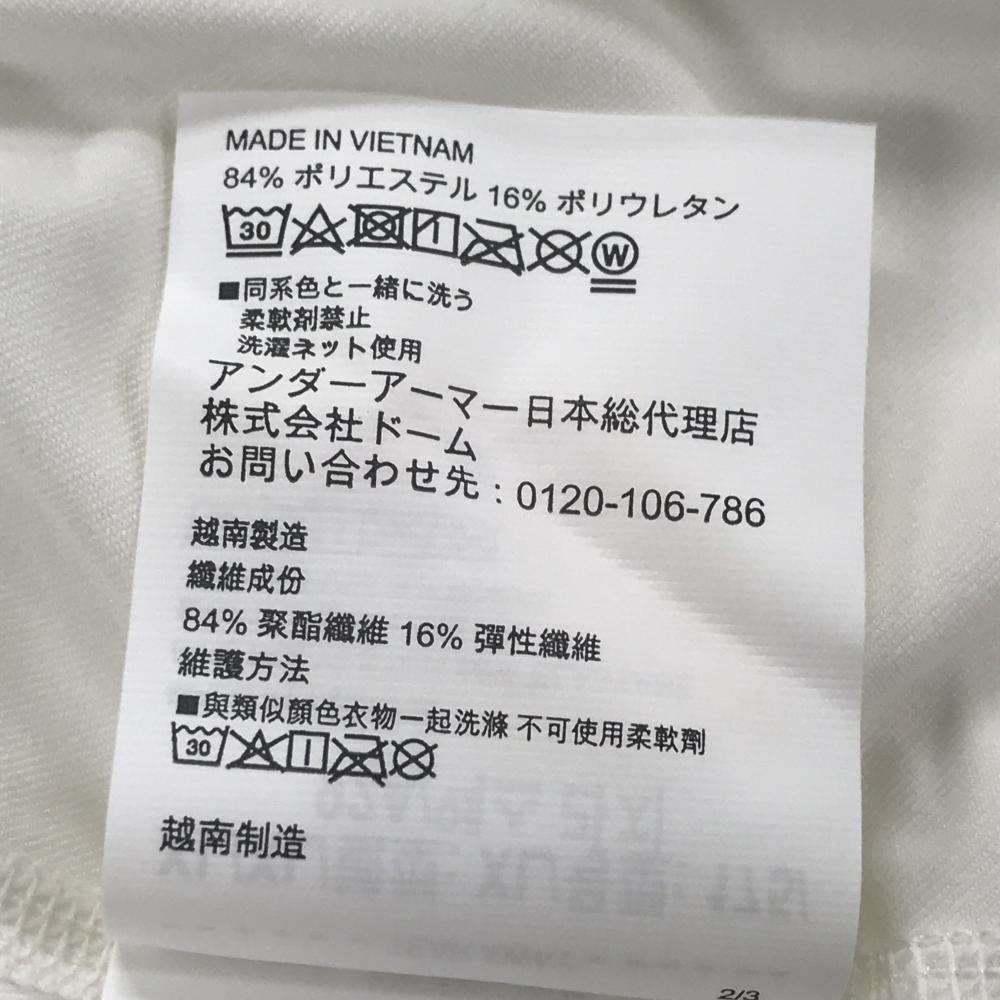 MADE IN VIETNAM
84% ポリエステル 16% ポリウレタン
30 W
■同系色と一緒に洗う
柔軟剤禁止
洗濯ネット使用
アンダーアーマー日本総代理店
株式会社ドーム
お問い合わせ先：0120-106-786
越南製造
纖維成份
84% 聚酯纖維 16% 彈性纖維
維護方法
■與類似顏色衣物一起洗滌 不可使用柔軟劑
30
越南制造
2/3